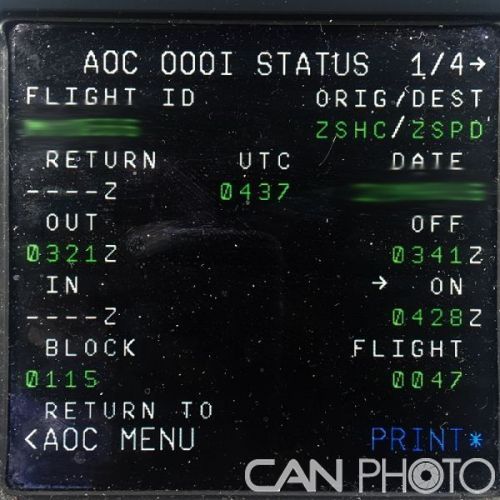 AOC OOOI STATUS 1/4→
FLIGHT ID ORIG/DEST
ZSHC/ZSPD
RETURN UTC DATE
----Z 0437
OUT OFF
0321Z 0341Z
IN → ON
----Z 0428Z
BLOCK FLIGHT
0115 0047
RETURN TO
<AOC MENU PRINT*
CAN PHOTO